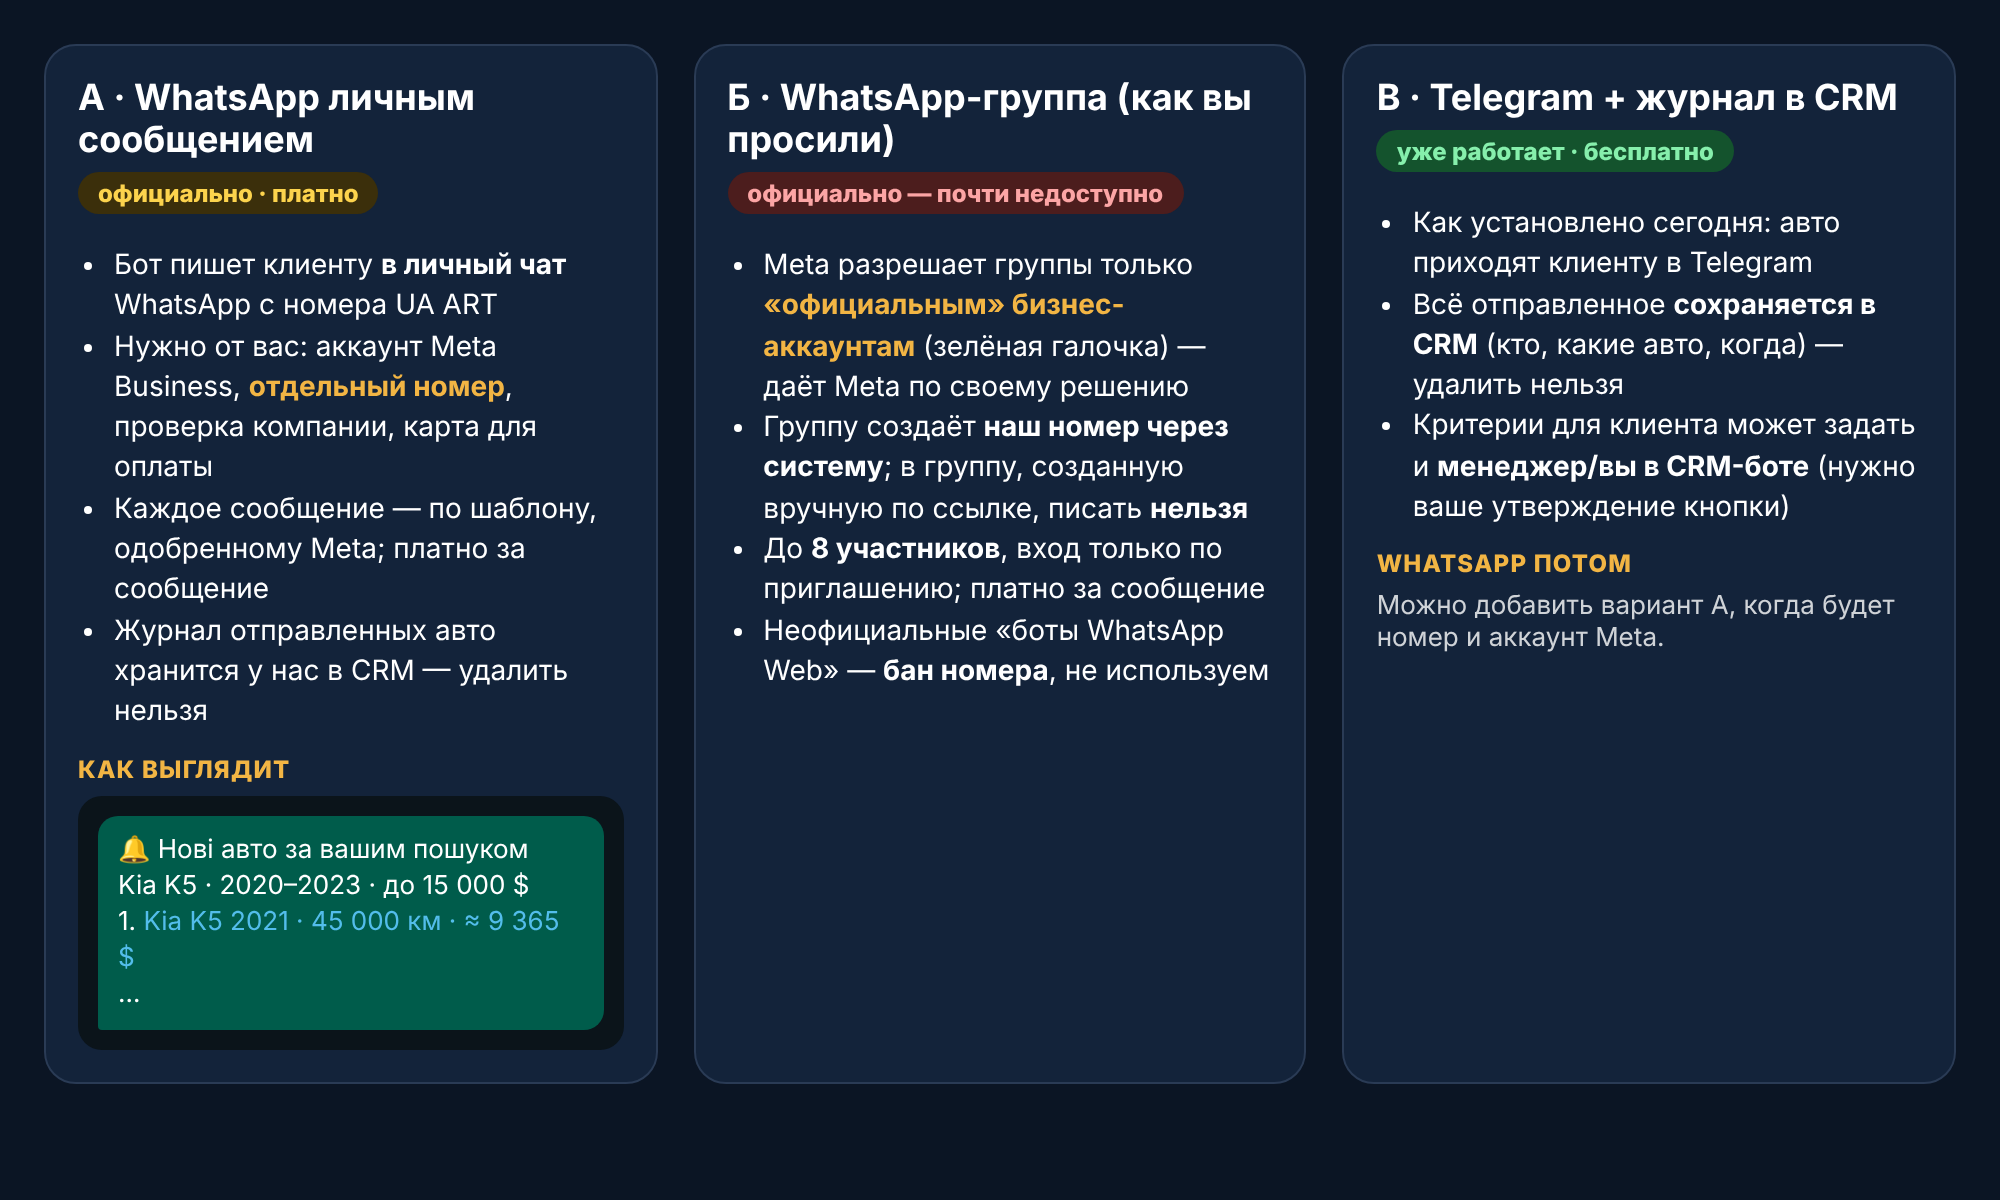 А · WhatsApp личным
сообщением
официально · платно
• Бот пишет клиенту в личный чат
WhatsApp с номера UA ART
• Нужно от вас: аккаунт Meta
Business, отдельный номер,
проверка компании, карта для
оплаты
• Каждое сообщение — по шаблону,
одобренному Meta; платно за
сообщение
• Журнал отправленных авто
хранится у нас в CRM — удалить
нельзя
КАК ВЫГЛЯДИТ
🔔 Нові авто за вашим пошуком
Kia K5 · 2020–2023 · до 15 000 $
1. Kia K5 2021 · 45 000 км · ≈ 9 365
$
...
Б · WhatsApp-группа (как вы
просили)
официально — почти недоступно
• Meta разрешает группы только
«официальным» бизнес-
аккаунтам (зелёная галочка) —
даёт Meta по своему решению
• Группу создаёт наш номер через
систему; в группу, созданную
вручную по ссылке, писать нельзя
• До 8 участников, вход только по
приглашению; платно за сообщение
• Неофициальные «боты WhatsApp
Web» — бан номера, не используем
В · Telegram + журнал в CRM
уже работает · бесплатно
• Как установлено сегодня: авто
приходят клиенту в Telegram
• Всё отправленное сохраняется в
CRM (кто, какие авто, когда) —
удалить нельзя
• Критерии для клиента может задать
и менеджер/вы в CRM-боте (нужно
ваше утверждение кнопки)
WHATSAPP ПОТОМ
Можно добавить вариант А, когда будет
номер и аккаунт Meta.